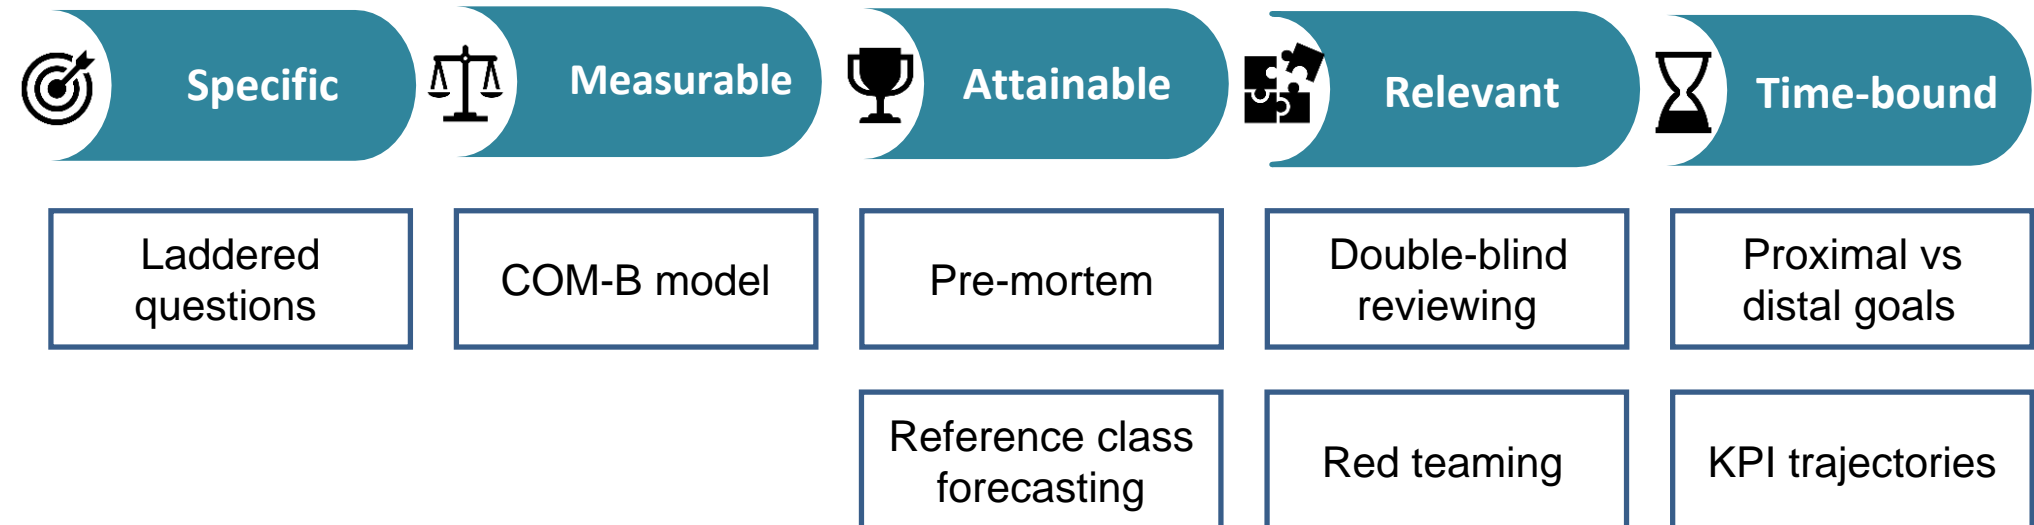 Specific
Measurable
Attainable
Relevant
Time-bound
Laddered
questions
COM-B model
Pre-mortem
Double-blind
reviewing
Proximal vs
distal goals
Reference class
forecasting
Red teaming
KPI trajectories